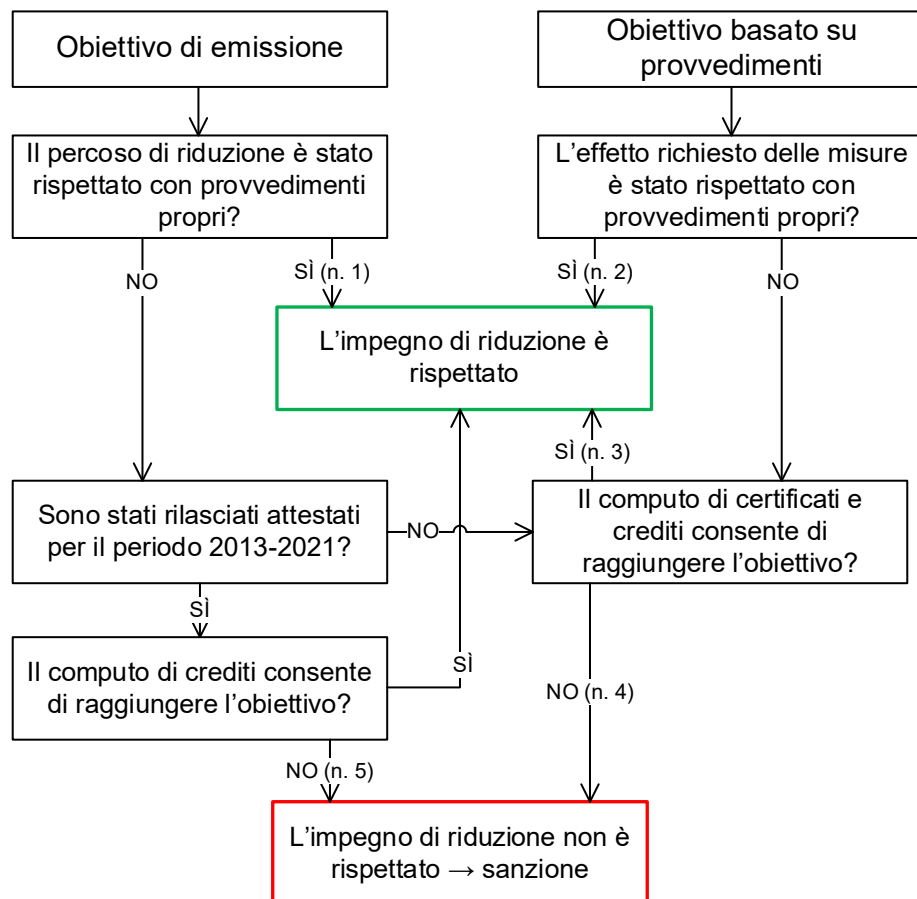 Obiettivo di emissione
Obiettivo basato su
provvedimenti
Il percoso di riduzione è stato
rispettato con provvedimenti
propri?
L'effetto richiesto delle misure
è stato rispettato con
provvedimenti propri?
NO
SÌ (n. 1)
SÌ (n. 2)
NO
L'impegno di riduzione è
rispettato
SÌ (n. 3)
Sono stati rilasciati attestati
per il periodo 2013-2021?
NO
Il computo di certificati e
crediti consente di
raggiungere l'obiettivo?
SÌ
Il computo di crediti consente
di raggiungere l'obiettivo?
SÌ
NO (n. 4)
NO (n. 5)
L'impegno di riduzione non è
rispettato → sanzione